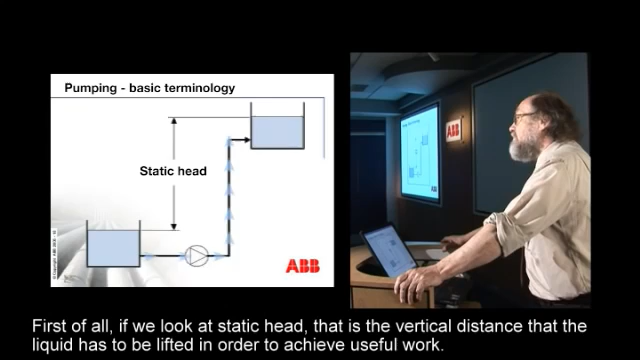 Pumping - basic terminology
Static head
ABB
ABB
ABB
First of all, if we look at static head, that is the vertical distance that the
liquid has to be lifted in order to achieve useful work.